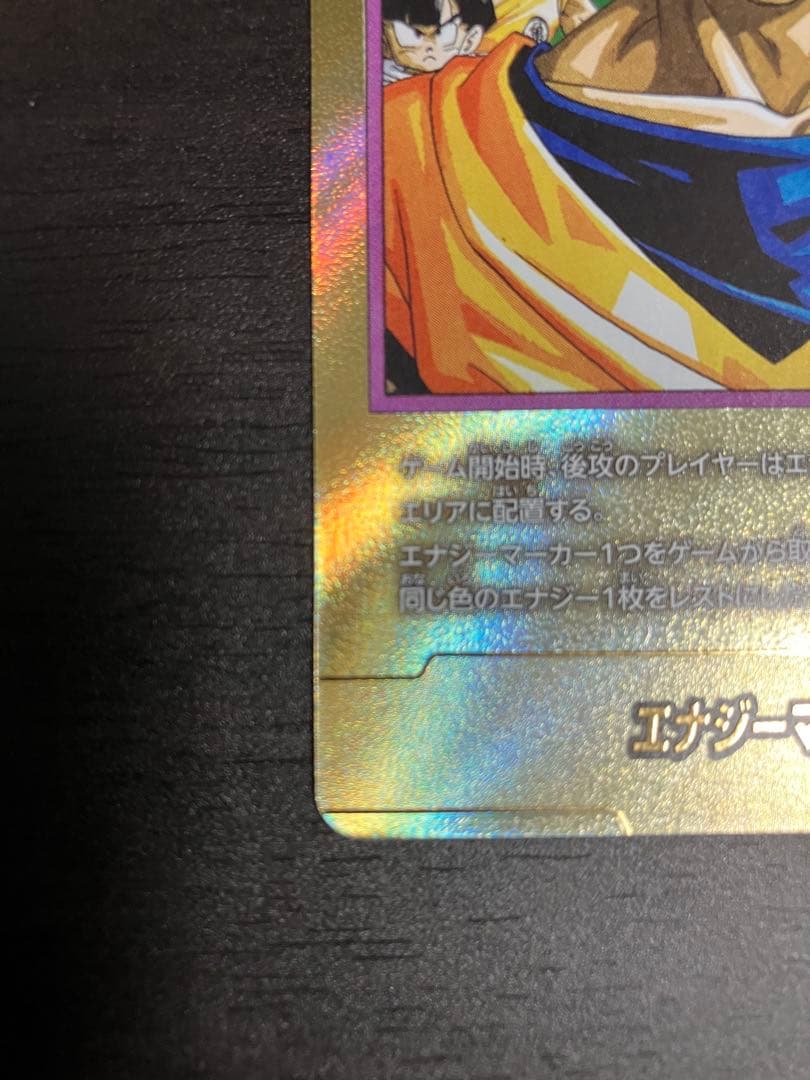 ゲーム開始時、後攻のプレイヤーはエ
エリアに配置する。
エナジーマーカー1つをゲームから取
同じ色のエナジー1枚をレストに
エナジーマ